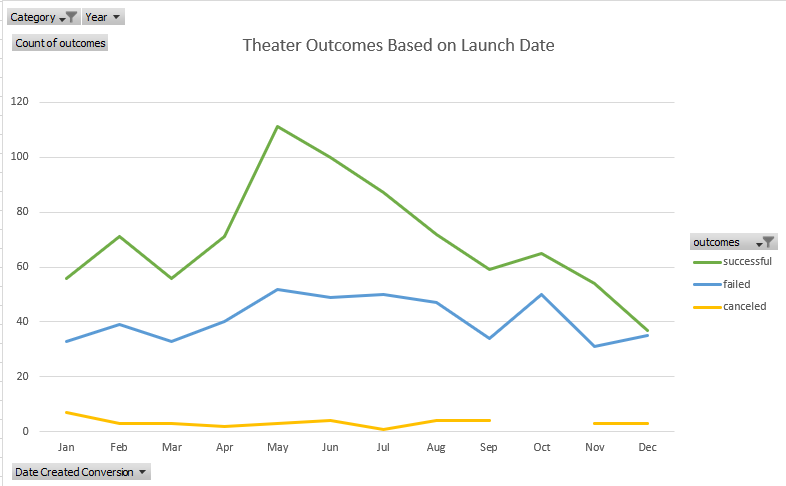 Category Year
Count of outcomes
Theater Outcomes Based on Launch Date
120
100
80
60
40
20
0
Jan Feb Mar Apr May Jun Jul Aug Sep Oct Nov Dec
outcomes
successful
failed
canceled
Date Created Conversion